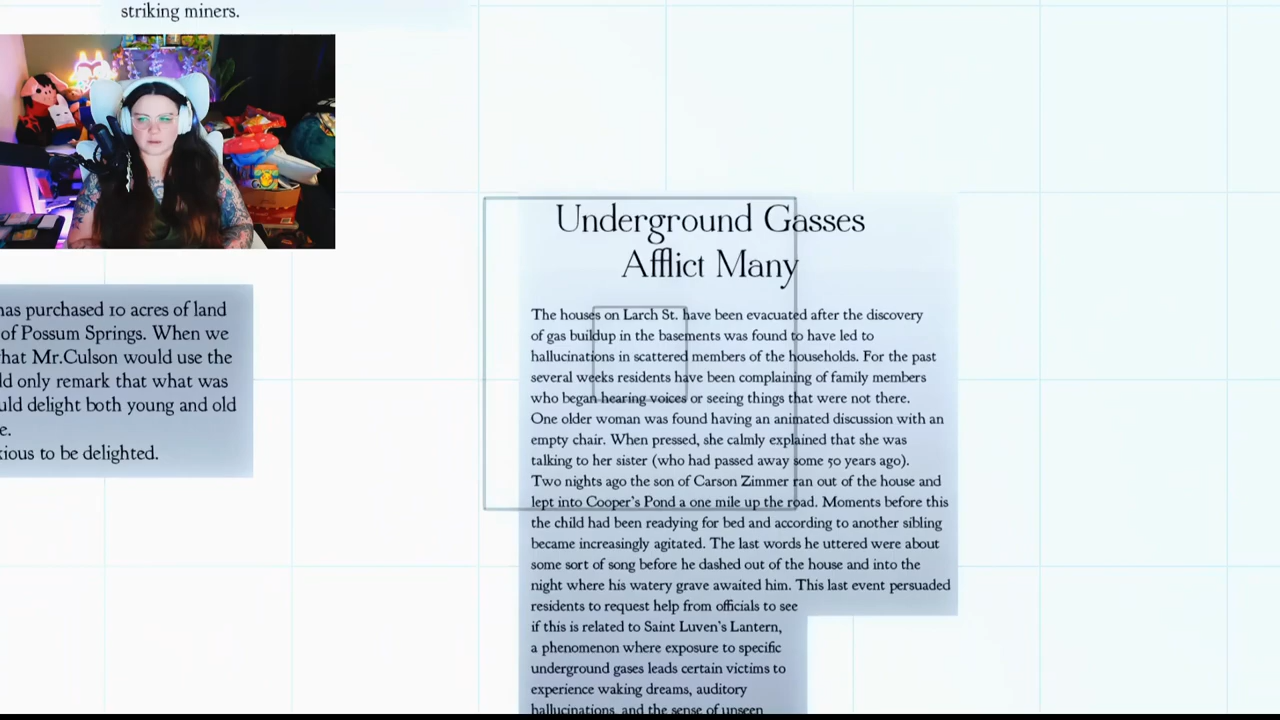 striking miners.
has purchased 10 acres of land
of Possum Springs. When we
hat Mr.Culson would use the
ld only remark that what was
uld delight both young and old
e.
ious to be delighted.
Underground Gasses
Afflict Many
The houses on Larch St. have been evacuated after the discovery
of gas buildup in the basements was found to have led to
hallucinations in scattered members of the households. For the past
several weeks residents have been complaining of family members
who began hearing voices or seeing things that were not there.
One older woman was found having an animated discussion with an
empty chair. When pressed, she calmly explained that she was
talking to her sister (who had passed away some 50 years ago).
Two nights ago the son of Carson Zimmer ran out of the house and
lept into Cooper's Pond a one mile up the road. Moments before this
the child had been readying for bed and according to another sibling
became increasingly agitated. The last words he uttered were about
some sort of song before he dashed out of the house and into the
night where his watery grave awaited him. This last event persuaded
residents to request help from officials to see
if this is related to Saint Luven's Lantern,
a phenomenon where exposure to specific
underground gases leads certain victims to
experience waking dreams, auditory
hallucinations, and the sense of unseen